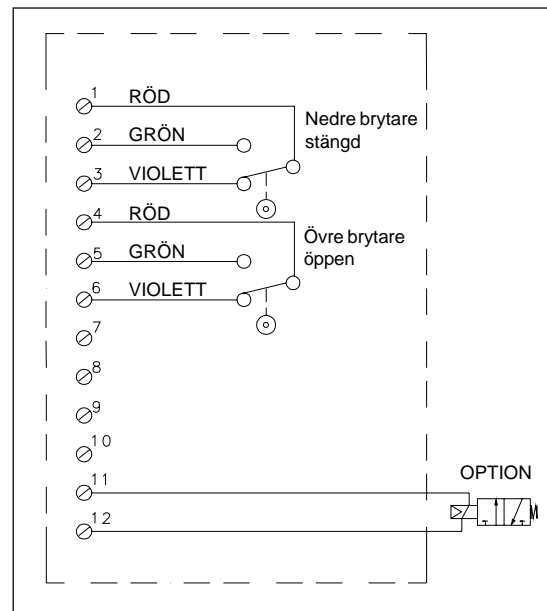 1 RÖD
Nedre brytare
stängd
2 GRÖN
3 VIOLETT
4 RÖD
Övre brytare
öppen
5 GRÖN
6 VIOLETT
7
8
9
10
11
OPTION
12